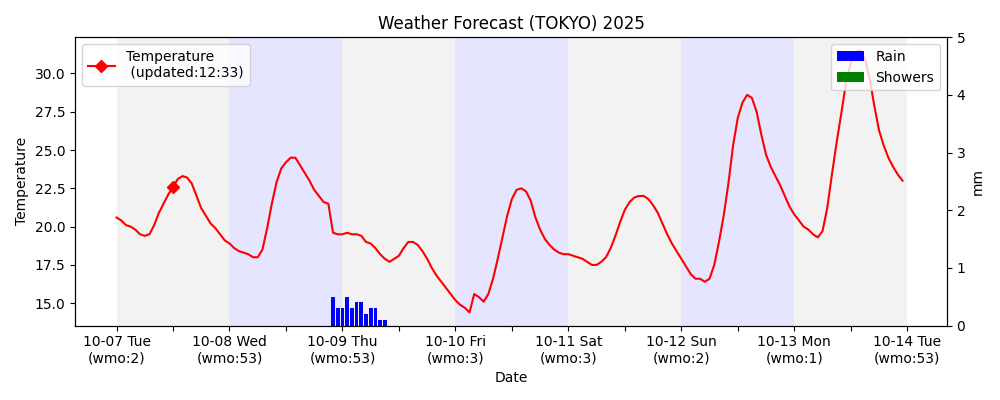 Weather Forecast (TOKYO) 2025
Temperature
(updated:12:33)
Rain
Showers
30.0
27.5
25.0
22.5
20.0
17.5
15.0
Temperature
5
4
3
2
1
0
mm
10-07 Tue
(wmo:2)
10-08 Wed
(wmo:53)
10-09 Thu
(wmo:53)
10-10 Fri
(wmo:3)
10-11 Sat
(wmo:3)
10-12 Sun
(wmo:2)
10-13 Mon
(wmo:1)
10-14 Tue
(wmo:53)
Date